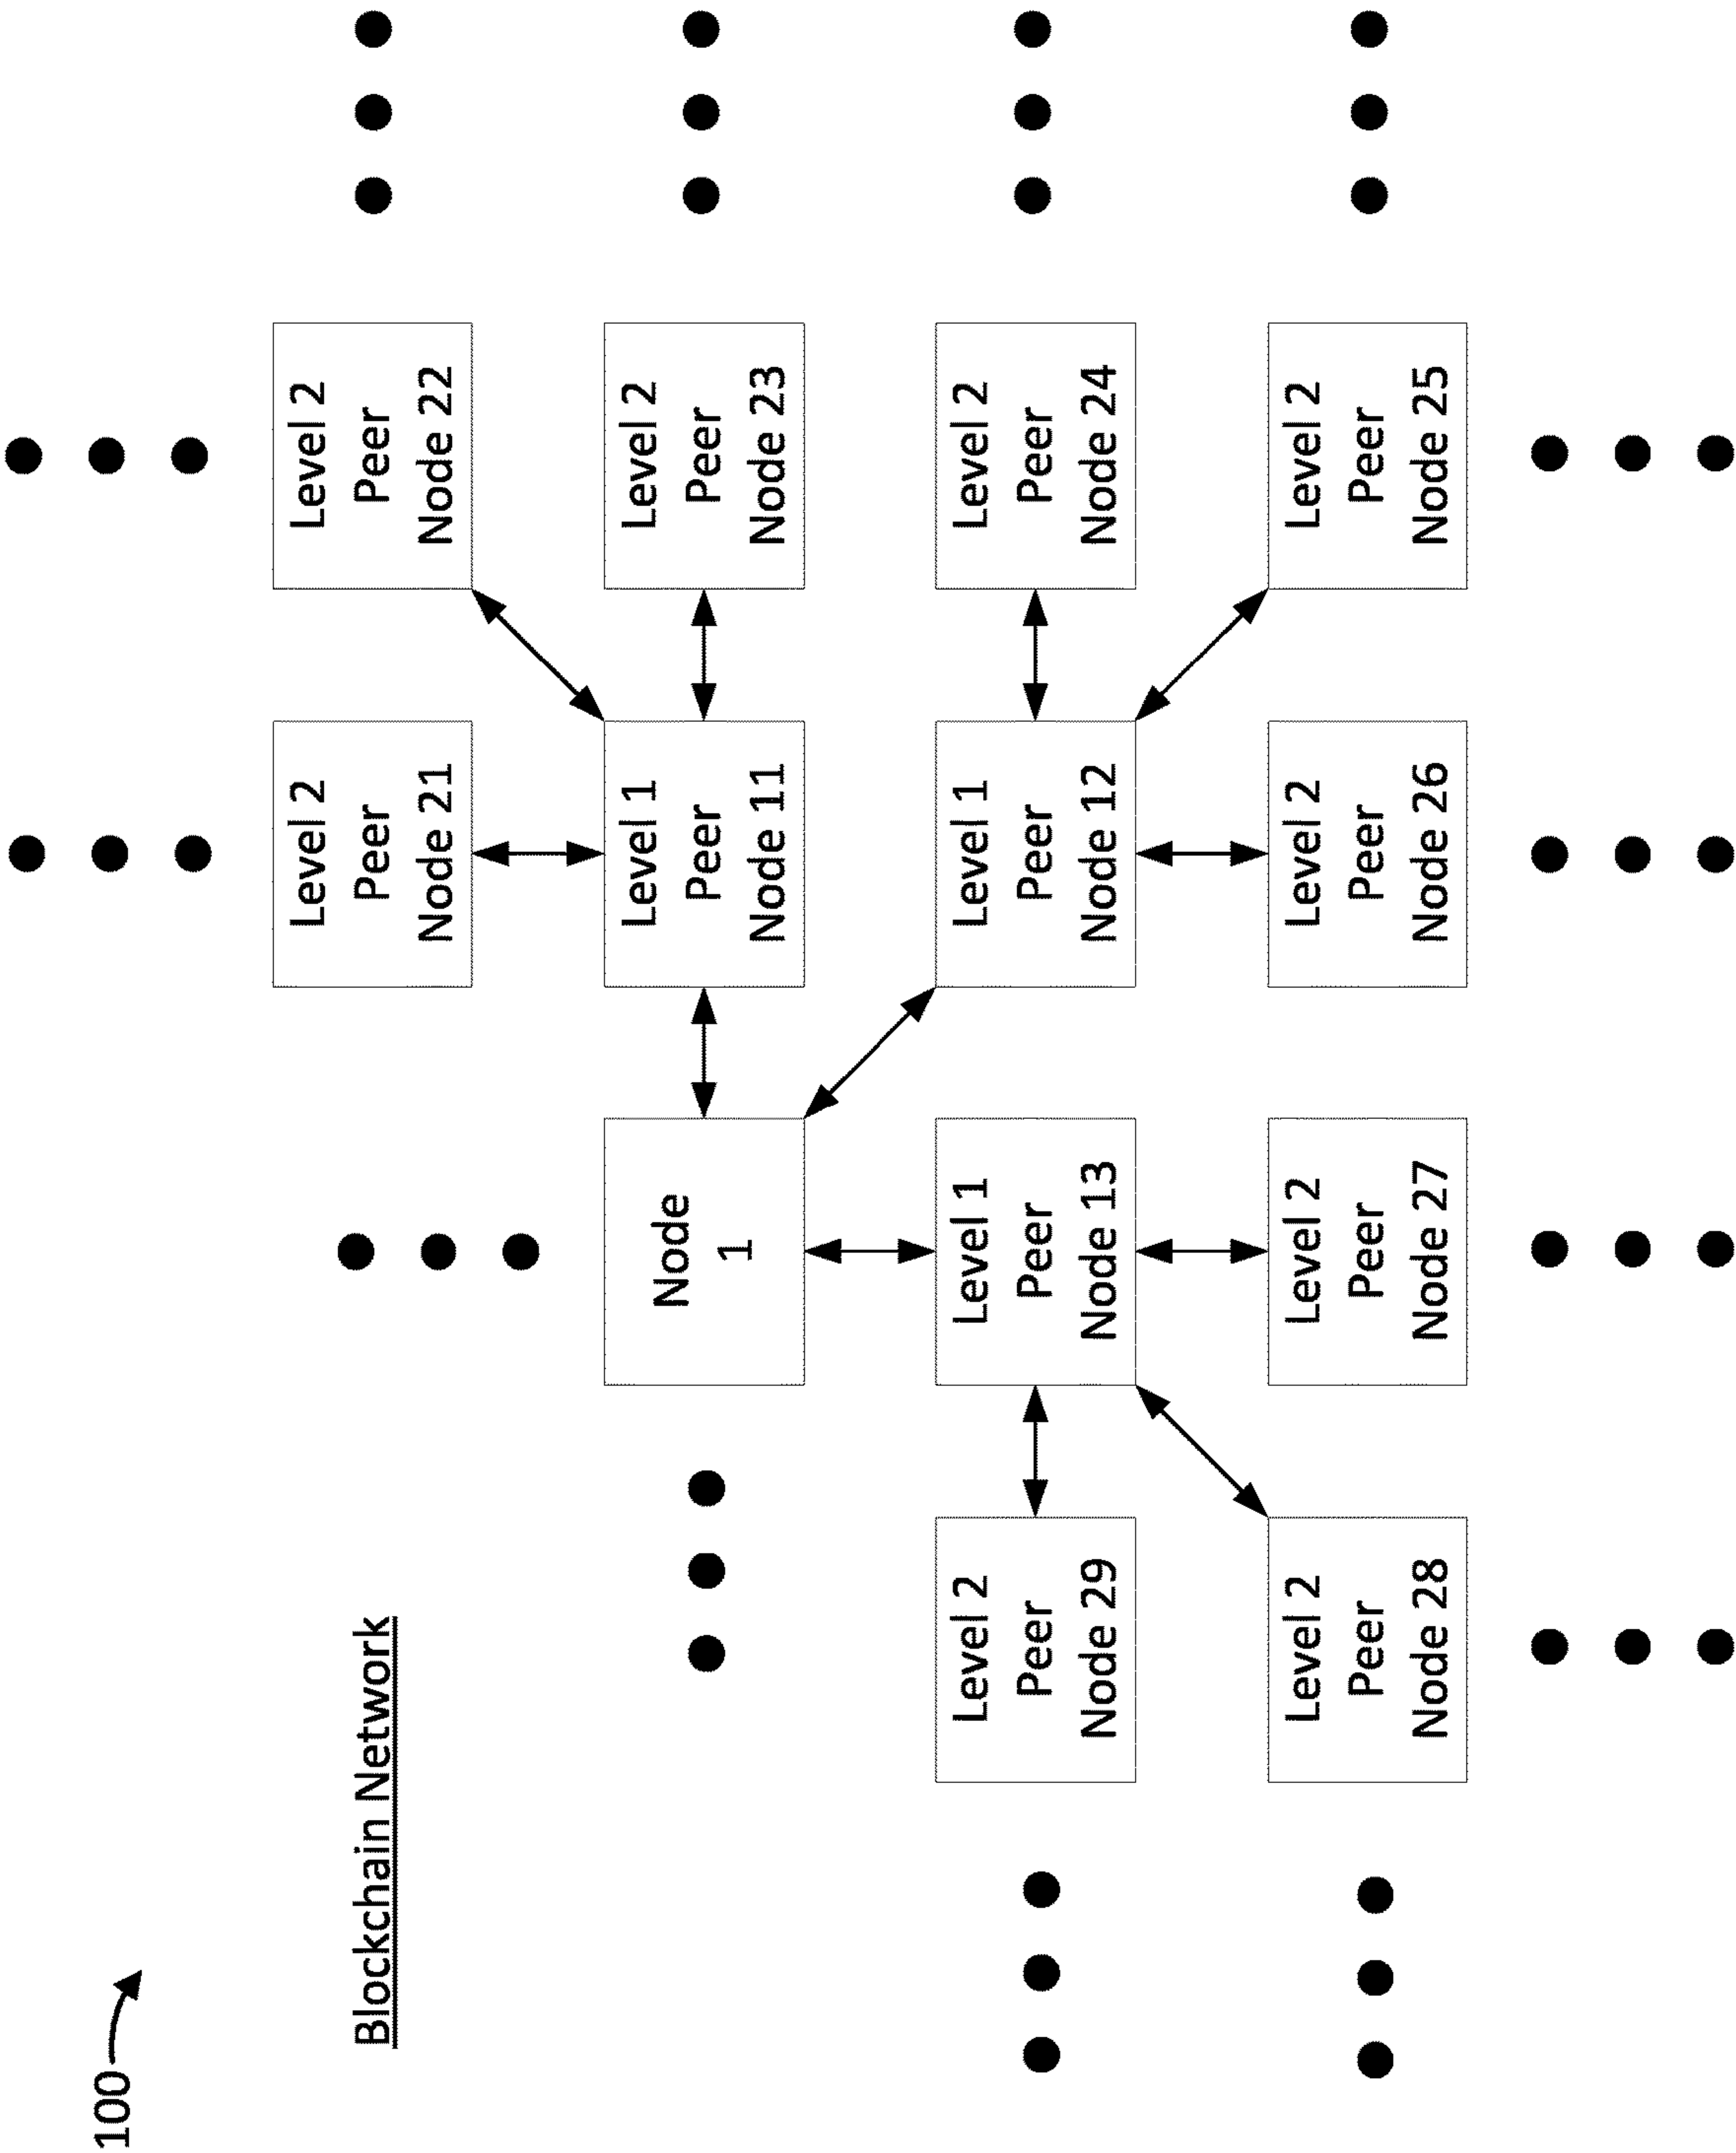 100
Blockchain Network
Level 2
Peer
Node 21
Level 2
Peer
Node 22
Node
1
Level 1
Peer
Node 11
Level 2
Peer
Node 23
Level 2
Peer
Node 29
Level 1
Peer
Node 13
Level 1
Peer
Node 12
Level 2
Peer
Node 24
Level 2
Peer
Node 28
Level 2
Peer
Node 27
Level 2
Peer
Node 26
Level 2
Peer
Node 25